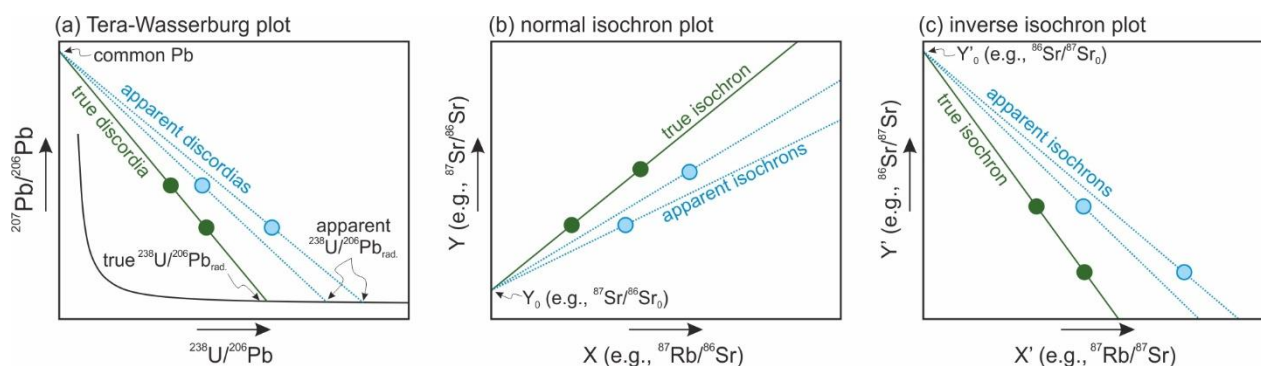 (a) Tera-Wasserburg plot
common Pb
true discordia
apparent discordias
apparent
²³⁸U/²⁰⁶Pb_rad.
true ²³⁸U/²⁰⁶Pb_rad.
²⁰⁷Pb/²⁰⁶Pb
²³⁸U/²⁰⁶Pb
(b) normal isochron plot
true isochron
apparent isochrons
Y₀ (e.g., ⁸⁷Sr/⁸⁶Sr₀)
Y (e.g., ⁸⁷Sr/⁸⁶Sr)
X (e.g., ⁸⁷Rb/⁸⁶Sr)
(c) inverse isochron plot
Y'₀ (e.g., ⁸⁶Sr/⁸⁷Sr₀)
true isochron
apparent isochrons
Y' (e.g., ⁸⁶Sr/⁸⁷Sr)
X' (e.g., ⁸⁷Rb/⁸⁷Sr)